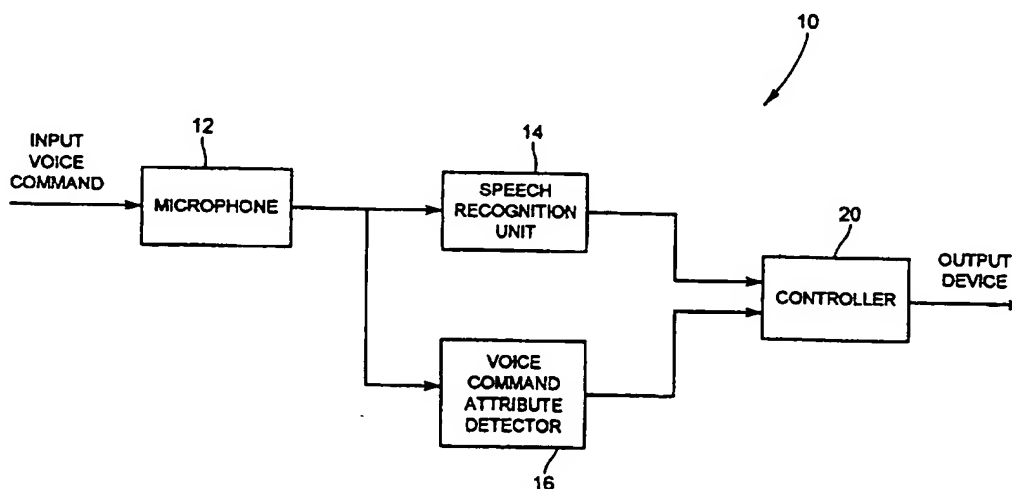 10
12
INPUT
VOICE
COMMAND
MICROPHONE
14
SPEECH
RECOGNITION
UNIT
20
CONTROLLER
OUTPUT
DEVICE
VOICE
COMMAND
ATTRIBUTE
DETECTOR
16